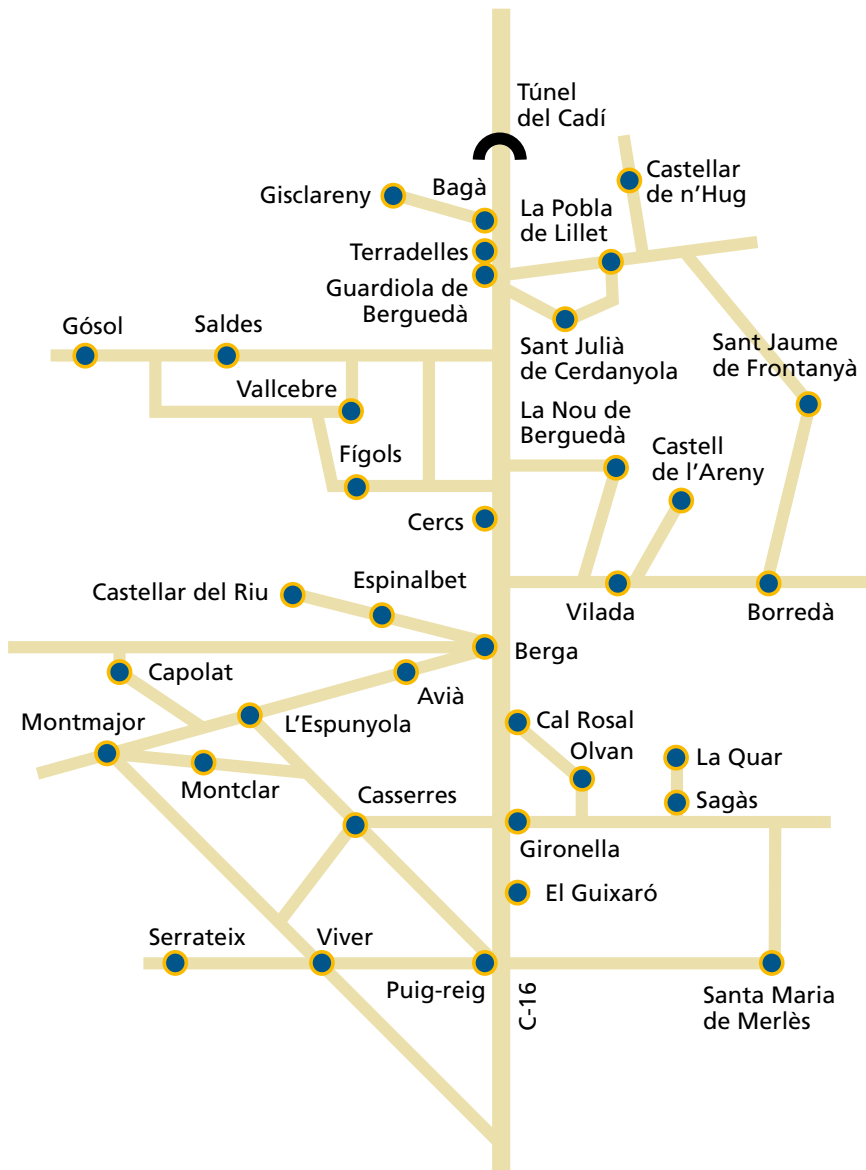 Túnel
del Cadí
Castellar
de n’Hug
Gisclareny
Bagà
La Pobla
de Lillet
Terradelles
Guardiola de
Berguedà
Gósol
Saldes
Sant Julià
de Cerdanyola
Sant Jaume
de Frontanyà
Vallcebre
La Nou de
Berguedà
Castell
de l’Areny
Fígols
Cercs
Castellar del Riu
Espinalbet
Vilada
Borredà
Berga
Capolat
Avià
Montmajor
L’Espunyola
Cal Rosal
Olvan
La Quar
Montclar
Casserres
Sagàs
Gironella
El Guixaró
Serrateix
Viver
Puig-reig
C-16
Santa Maria
de Merlès